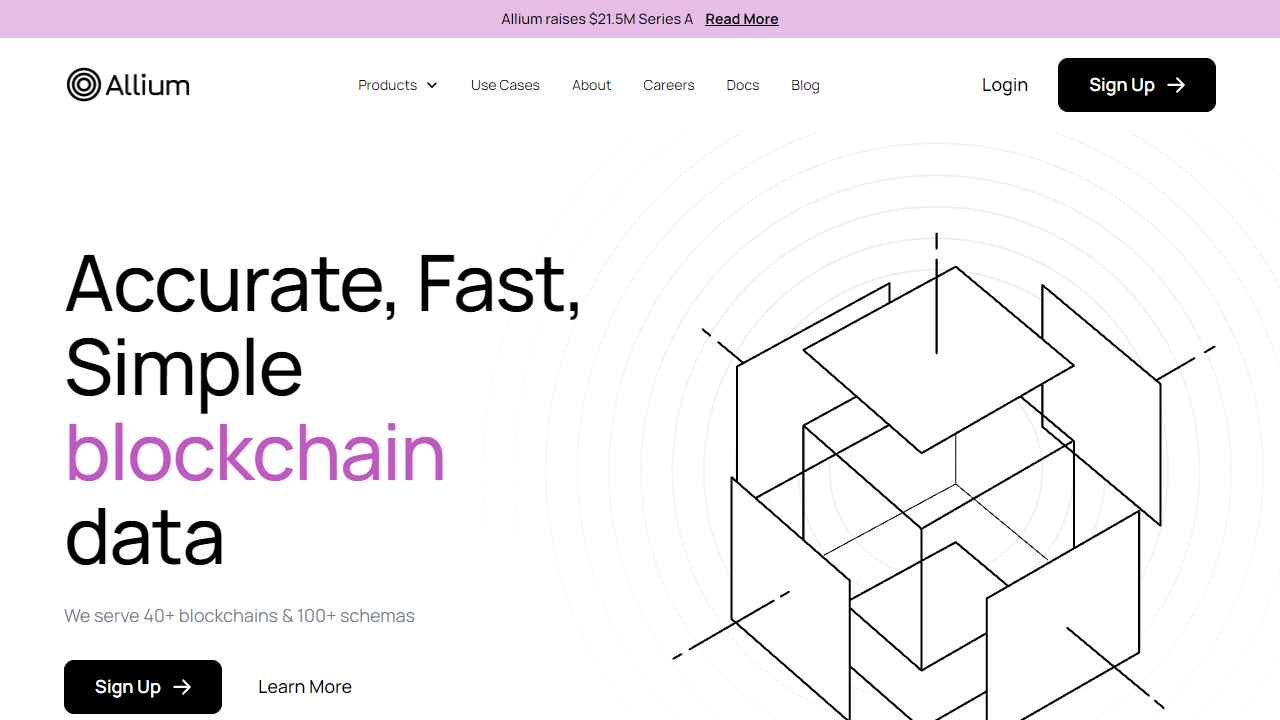 Allium raises $21.5M Series A Read More
Allium
Products Use Cases About Careers Docs Blog
Login
Sign Up
Accurate, Fast,
Simple
blockchain
data
We serve 40+ blockchains & 100+ schemas
Sign Up
Learn More